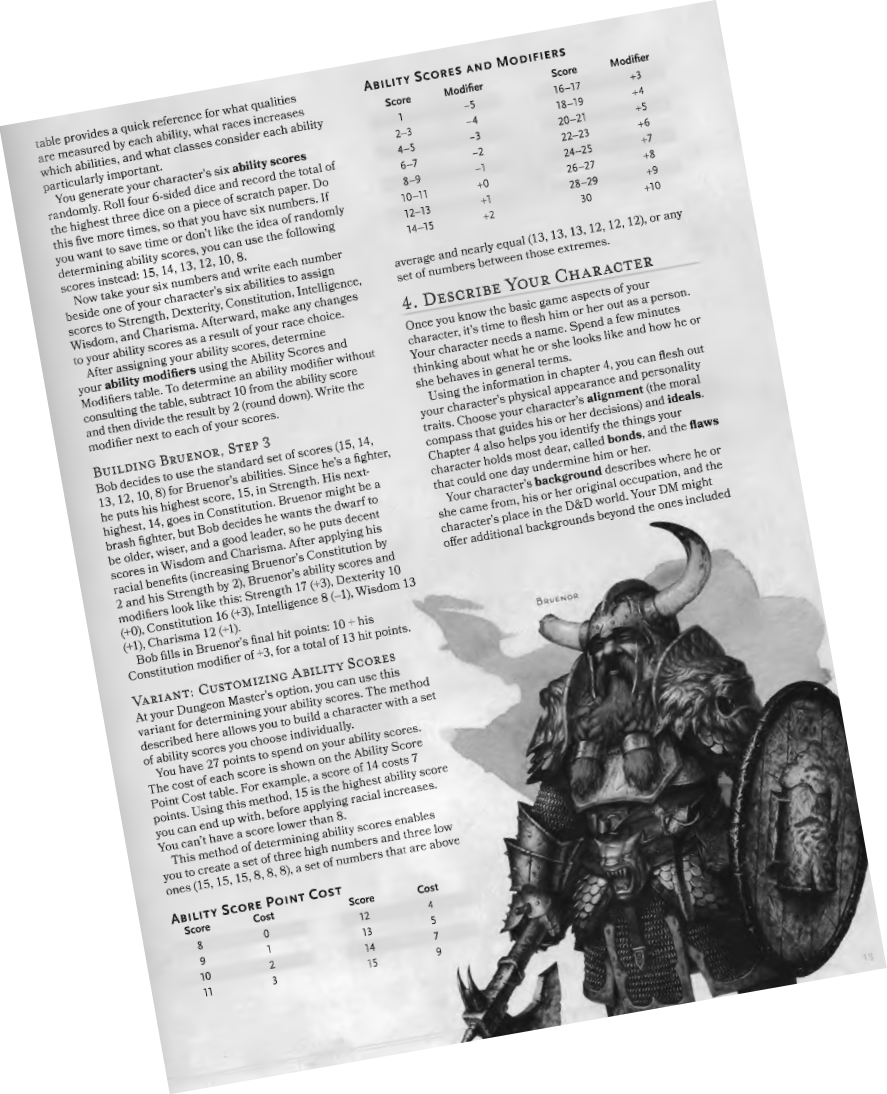 table provides a quick reference for what qualities
are measured by each ability, what races increases
which abilities, and what classes consider each ability
particularly important.
You generate your character's six ability scores
randomly. Roll four 6-sided dice and record the total of
the highest three dice on a piece of scratch paper. Do
this five more times, so that you have six numbers. If
you want to save time or don't like the idea of randomly
determining ability scores, you can use the following
scores instead: 15, 14, 13, 12, 10, 8.
Now take your six numbers and write each number
beside one of your character's six abilities to assign
scores to Strength, Dexterity, Constitution, Intelligence,
Wisdom, and Charisma. Afterward, make any changes
to your ability scores as a result of your race choice.
After assigning your ability scores, determine
your ability modifiers using the Ability Scores and
Modifiers table. To determine an ability modifier without
consulting the table, subtract 10 from the ability score
and then divide the result by 2 (round down). Write the
modifier next to each of your scores.
BUILDING BRUENOR, STEP 3
Bob decides to use the standard set of scores (15, 14,
13, 12, 10, 8) for Bruenor's abilities. Since he's a fighter,
he puts his highest score, 15, in Strength. His next-
highest, 14, goes in Constitution. Bruenor might be a
brash fighter, but Bob decides he wants the dwarf to
be older, wiser, and a good leader, so he puts decent
scores in Wisdom and Charisma. After applying his
racial benefits (increasing Bruenor's Constitution by
2 and his Strength by 2), Bruenor's ability scores and
modifiers look like this: Strength 17 (+3), Dexterity 10
(+0), Constitution 16 (+3), Intelligence 8 (–1), Wisdom 13
(+1), Charisma 12 (+1).
Bob fills in Bruenor's final hit points: 10 + his
Constitution modifier of +3, for a total of 13 hit points.
VARIANT: CUSTOMIZING ABILITY SCORES
At your Dungeon Master's option, you can use this
variant for determining your ability scores. The method
described here allows you to build a character with a set
of ability scores you choose individually.
You have 27 points to spend on your ability scores.
The cost of each score is shown on the Ability Score
Point Cost table. For example, a score of 14 costs 7
points. Using this method, 15 is the highest ability score
you can end up with, before applying racial increases.
You can't have a score lower than 8.
This method of determining ability scores enables
you to create a set of three high numbers and three low
ones (15, 15, 15, 8, 8, 8), a set of numbers that are above
ABILITY SCORE POINT COST
Score Cost Score Cost
8 0 12 4
9 1 13 5
10 2 14 7
11 3 15 9
ABILITY SCORES AND MODIFIERS
Score Modifier Score Modifier
1 –5 16–17 +3
2–3 –4 18–19 +4
4–5 –3 20–21 +5
6–7 –2 22–23 +6
8–9 –1 24–25 +7
10–11 +0 26–27 +8
12–13 +1 28–29 +9
14–15 +2 30 +10
average and nearly equal (13, 13, 13, 12, 12, 12), or any
set of numbers between those extremes.
4. DESCRIBE YOUR CHARACTER
Once you know the basic game aspects of your
character, it's time to flesh him or her out as a person.
Your character needs a name. Spend a few minutes
thinking about what he or she looks like and how he or
she behaves in general terms.
Using the information in chapter 4, you can flesh out
your character's physical appearance and personality
traits. Choose your character's alignment (the moral
compass that guides his or her decisions) and ideals.
Chapter 4 also helps you identify the things your
character holds most dear, called bonds, and the flaws
that could one day undermine him or her.
Your character's background describes where he or
she came from, his or her original occupation, and the
character's place in the D&D world. Your DM might
offer additional backgrounds beyond the ones included
BRUENOR
13